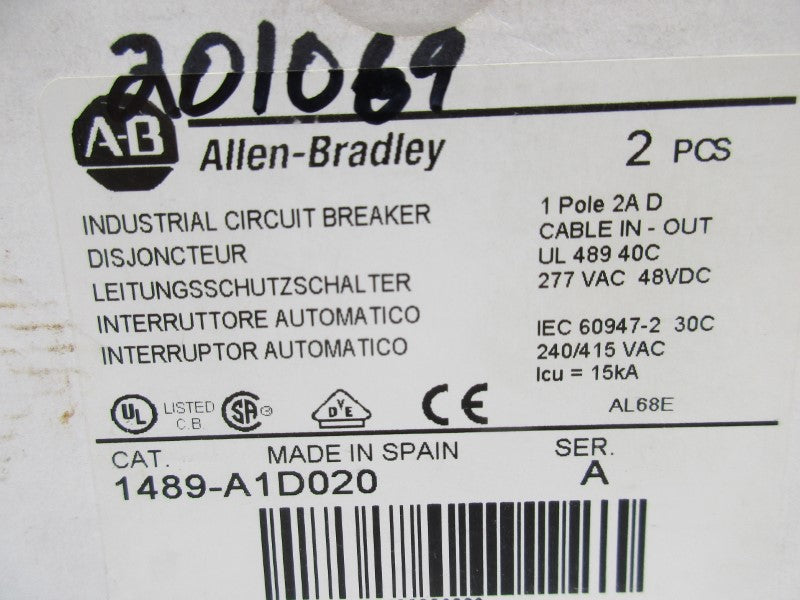 201069
A-B
Allen-Bradley
2 PCS
INDUSTRIAL CIRCUIT BREAKER
DISJONCTEUR
LEITUNGSSCHUTZSCHALTER
INTERRUTTORE AUTOMATICO
INTERRUPTOR AUTOMATICO
1 Pole 2A D
CABLE IN - OUT
UL 489 40C
277 VAC 48VDC
IEC 60947-2 30C
240/415 VAC
Icu = 15kA
UL LISTED
C.B
SA
DVE
CE
AL68E
CAT.
MADE IN SPAIN
SER.
1489-A1D020
A